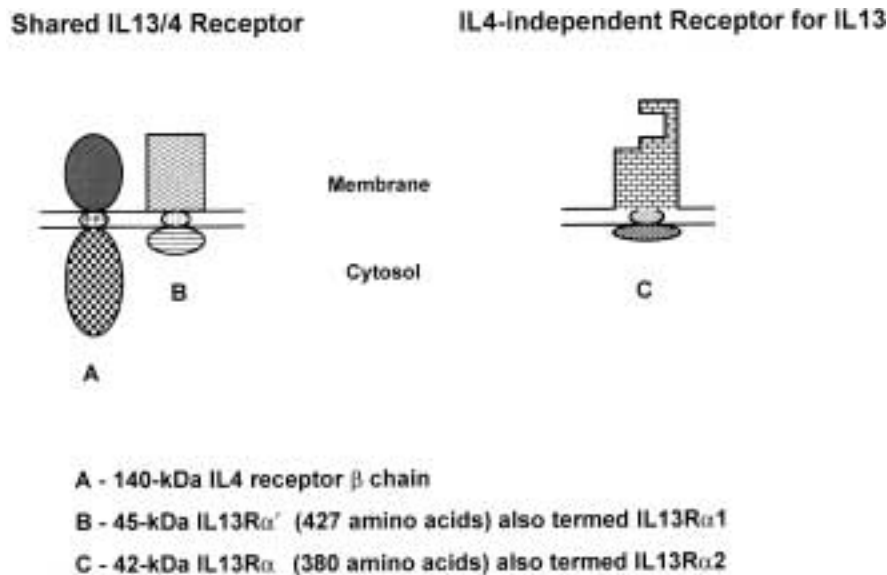 Shared IL13/4 Receptor
IL4-independent Receptor for IL13
Membrane
Cytosol
A
B
C
A - 140-kDa IL4 receptor β chain
B - 45-kDa IL13Rα′ (427 amino acids) also termed IL13Rα1
C - 42-kDa IL13Rα (380 amino acids) also termed IL13Rα2